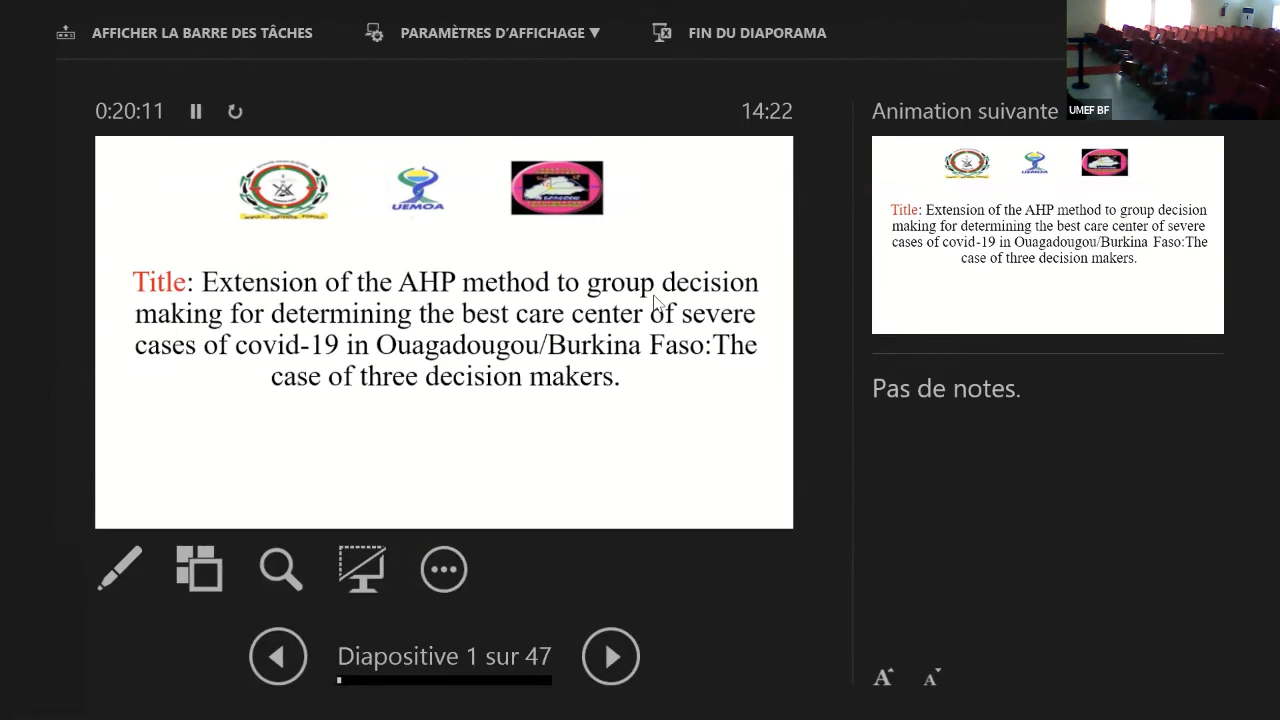 AFFICHER LA BARRE DES TÂCHES
PARAMÈTRES D'AFFICHAGE ▼
FIN DU DIAPORAMA
0:20:11
14:22
Animation suivante
UMEF BF
UEMOA
Title: Extension of the AHP method to group decision
making for determining the best care center of severe
cases of covid-19 in Ouagadougou/Burkina Faso:The
case of three decision makers.
UEMOA
Title: Extension of the AHP method to group decision
making for determining the best care center of severe
cases of covid-19 in Ouagadougou/Burkina Faso:The
case of three decision makers.
Pas de notes.
Diapositive 1 sur 47
A A